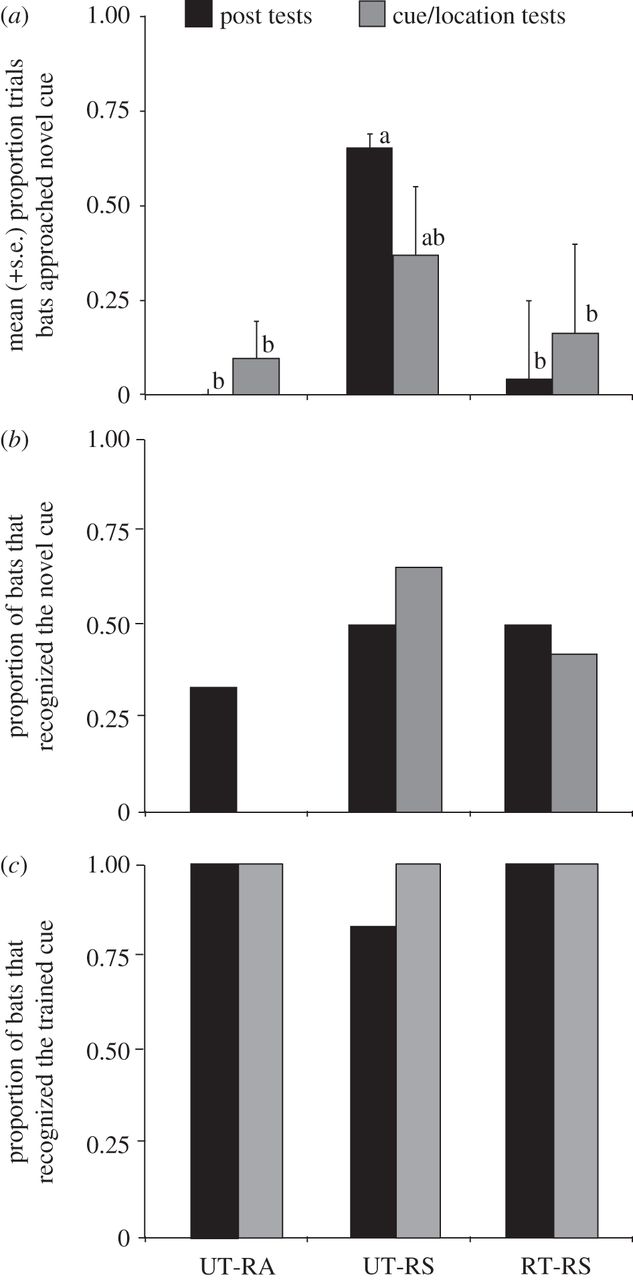 (a)
post tests
cue/location tests
mean (+s.e.) proportion trials
bats approached novel cue
1.00
0.75
0.50
0.25
0
b
b
a
ab
b
b
(b)
proportion of bats that
recognized the novel cue
1.00
0.75
0.50
0.25
0
(c)
proportion of bats that
recognized the trained cue
1.00
0.75
0.50
0.25
0
UT-RA
UT-RS
RT-RS